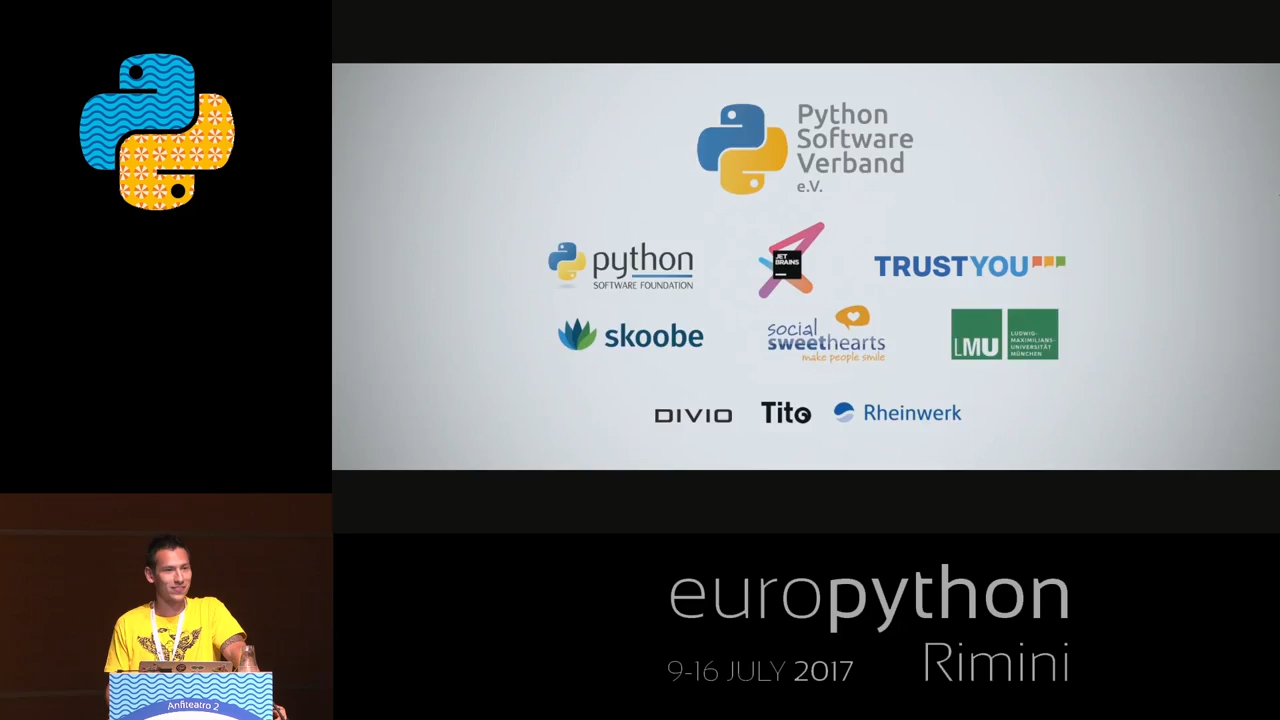 Python
Software
Verband
e.V.
python
SOFTWARE FOUNDATION
JET
BRAINS
TRUSTYOU
skoobe
social
sweethearts
make people smile
LMU
LUDWIG-
MAXIMILIANS-
UNIVERSITÄT
MÜNCHEN
DIVIO
Tito
Rheinwerk
europython
Rimini
9-16 JULY 2017
Anfiteatro 2